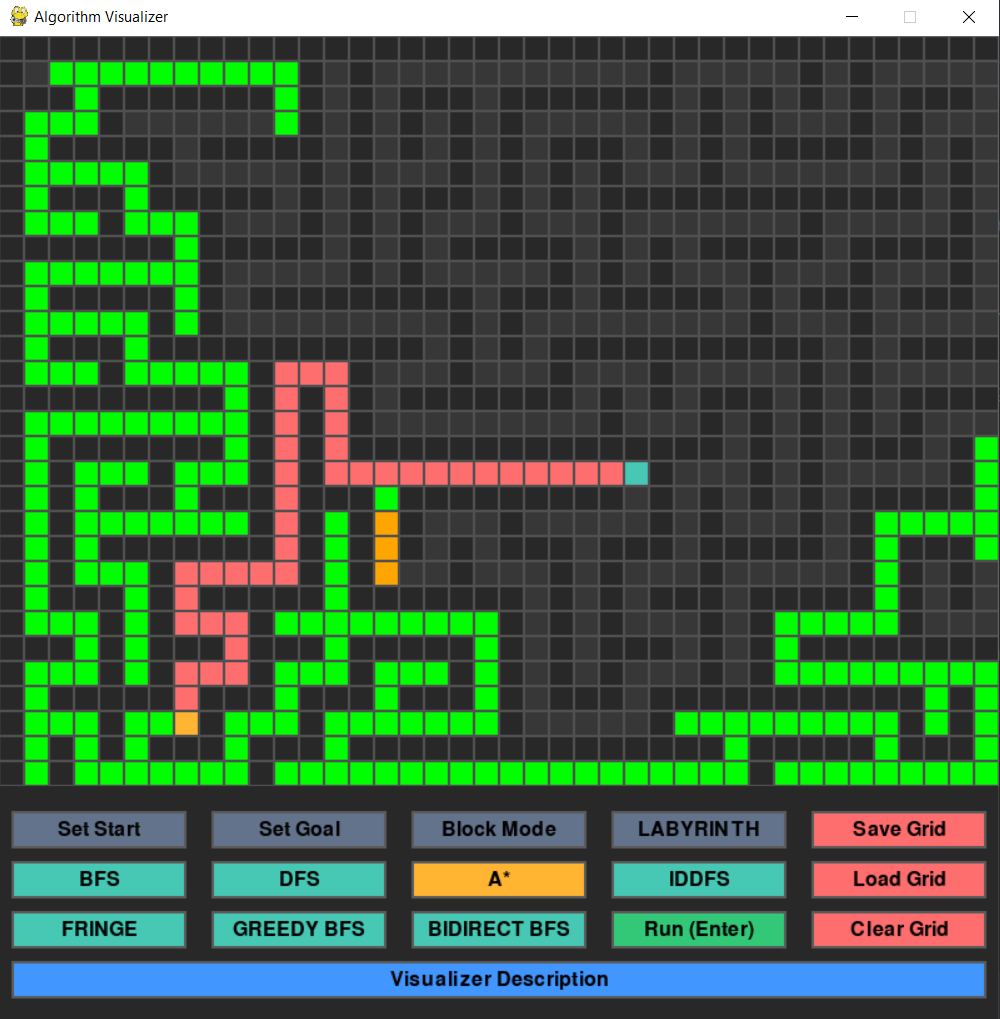 Algorithm Visualizer
Set Start
Set Goal
Block Mode
LABYRINTH
Save Grid
BFS
DFS
A*
IDDFS
Load Grid
FRINGE
GREEDY BFS
BIDIRECT BFS
Run (Enter)
Clear Grid
Visualizer Description